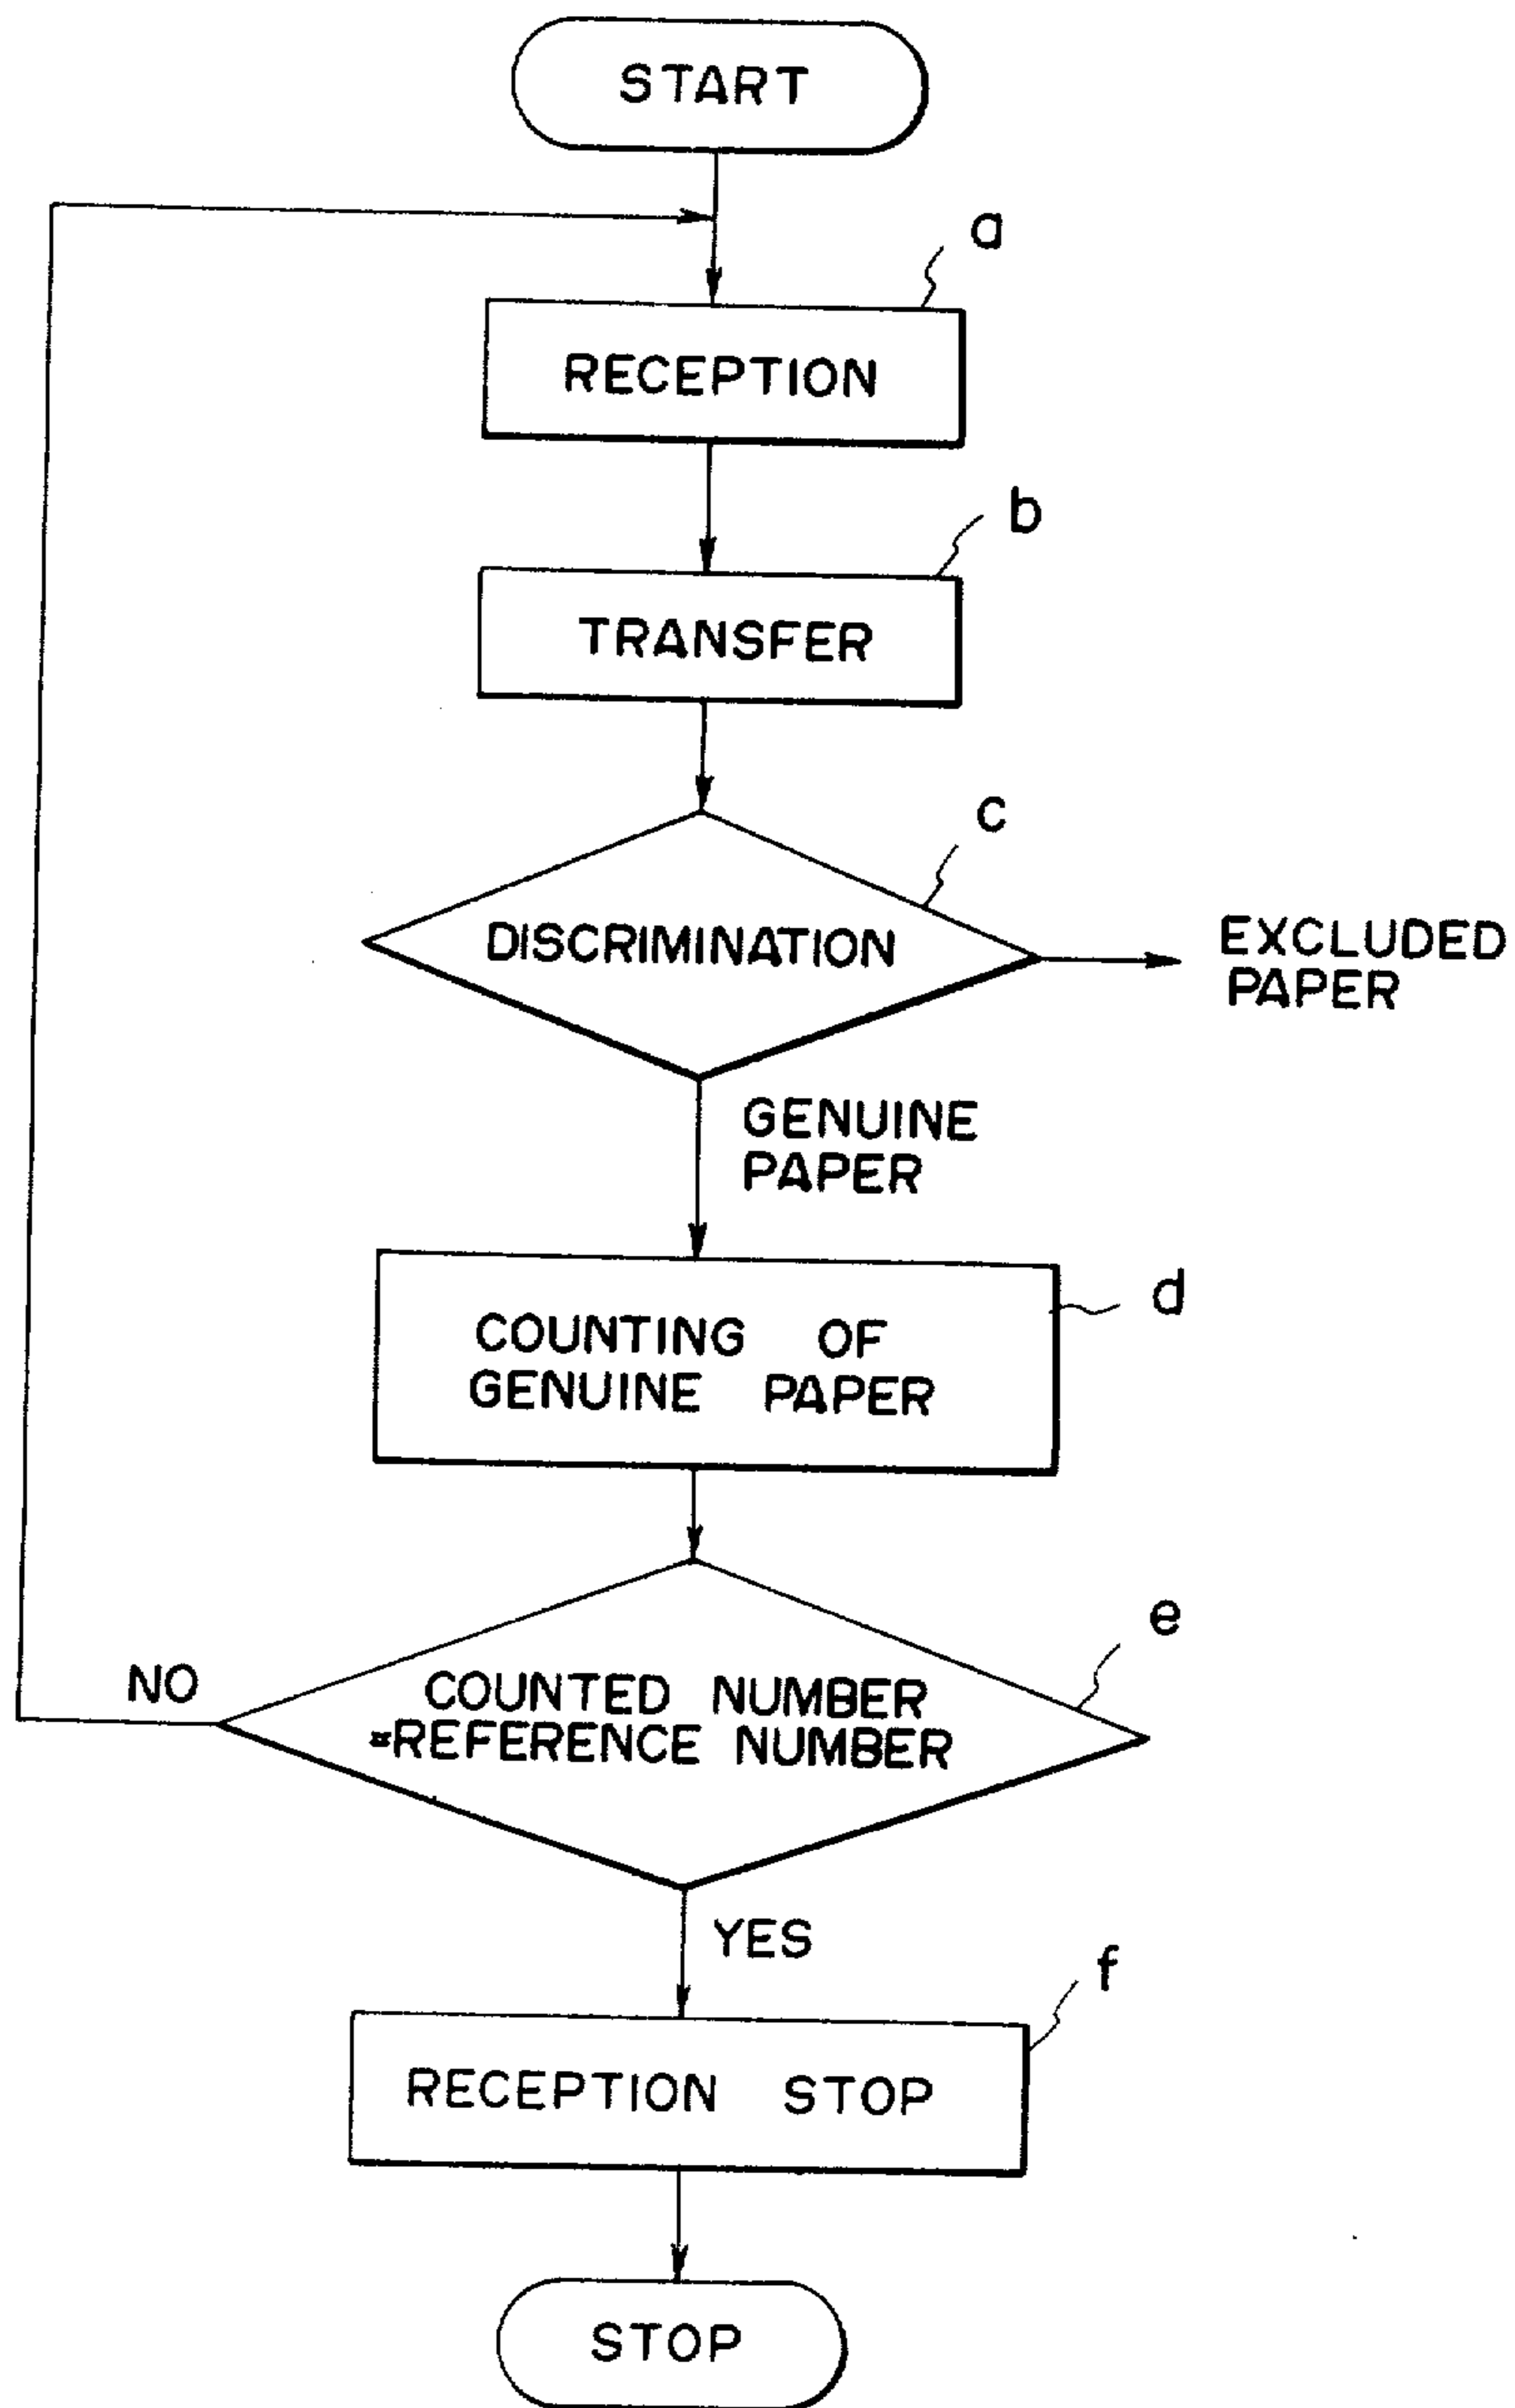 START
a
RECEPTION
b
TRANSFER
c
DISCRIMINATION
EXCLUDED
PAPER
GENUINE
PAPER
d
COUNTING OF
GENUINE PAPER
e
NO
COUNTED NUMBER
=REFERENCE NUMBER
YES
f
RECEPTION STOP
STOP